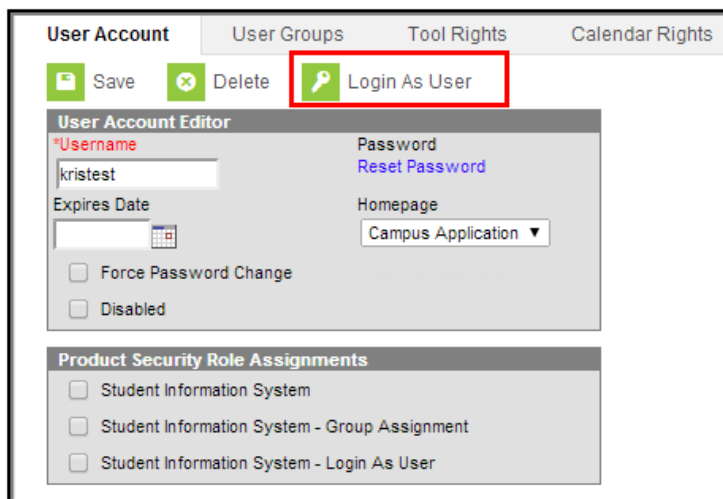 User Account User Groups Tool Rights Calendar Rights
Save Delete Login As User
User Account Editor
*Username Password
kristest Reset Password
Expires Date Homepage
Campus Application ▼
Force Password Change
Disabled
Product Security Role Assignments
Student Information System
Student Information System - Group Assignment
Student Information System - Login As User